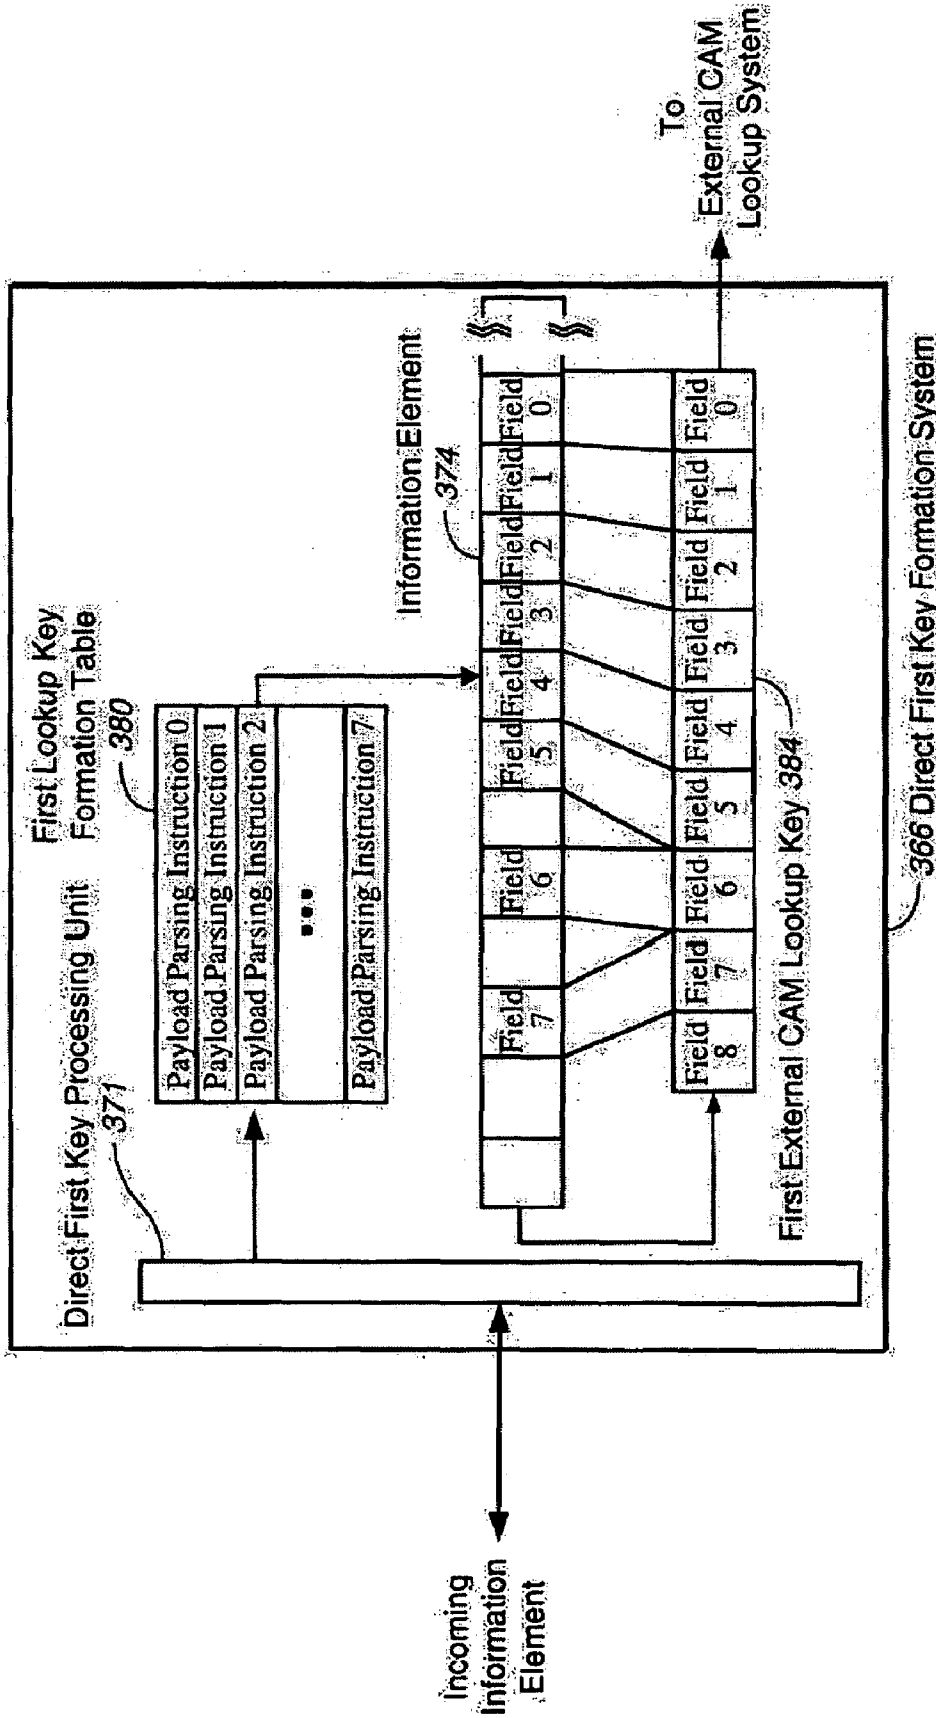 Incoming
Information
Element
Direct First Key Processing Unit
371
First Lookup Key
Formation Table
380
Payload Parsing Instruction 0
Payload Parsing Instruction 1
Payload Parsing Instruction 2
...
Payload Parsing Instruction 7
Information Element
374
Field
7
Field
6
Field
5
Field
4
Field
3
Field
2
Field
1
Field
0
Field
8
Field
7
Field
6
Field
5
Field
4
Field
3
Field
2
Field
1
Field
0
First External CAM Lookup Key 384
366 Direct First Key Formation System
To
External CAM
Lookup System